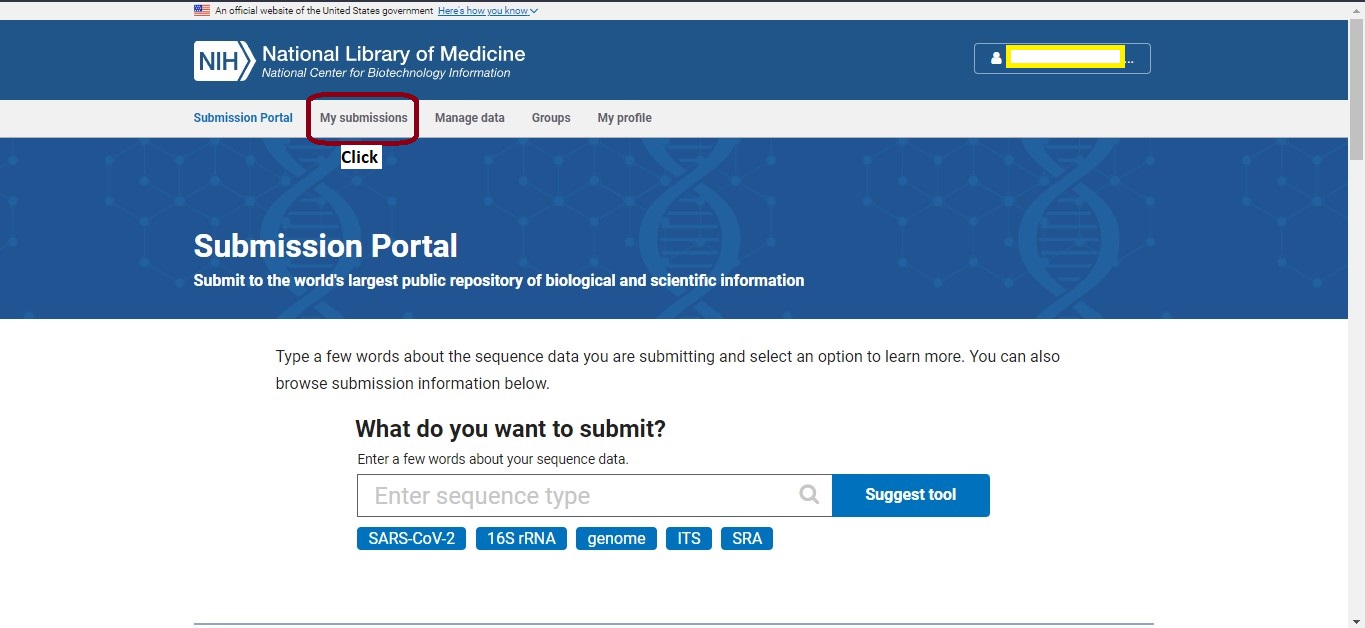 An official website of the United States government Here's how you know
NIH National Library of Medicine
National Center for Biotechnology Information
...
Submission Portal My submissions Manage data Groups My profile
Click
Submission Portal
Submit to the world's largest public repository of biological and scientific information
Type a few words about the sequence data you are submitting and select an option to learn more. You can also
browse submission information below.
What do you want to submit?
Enter a few words about your sequence data.
Enter sequence type Suggest tool
SARS-CoV-2 16S rRNA genome ITS SRA